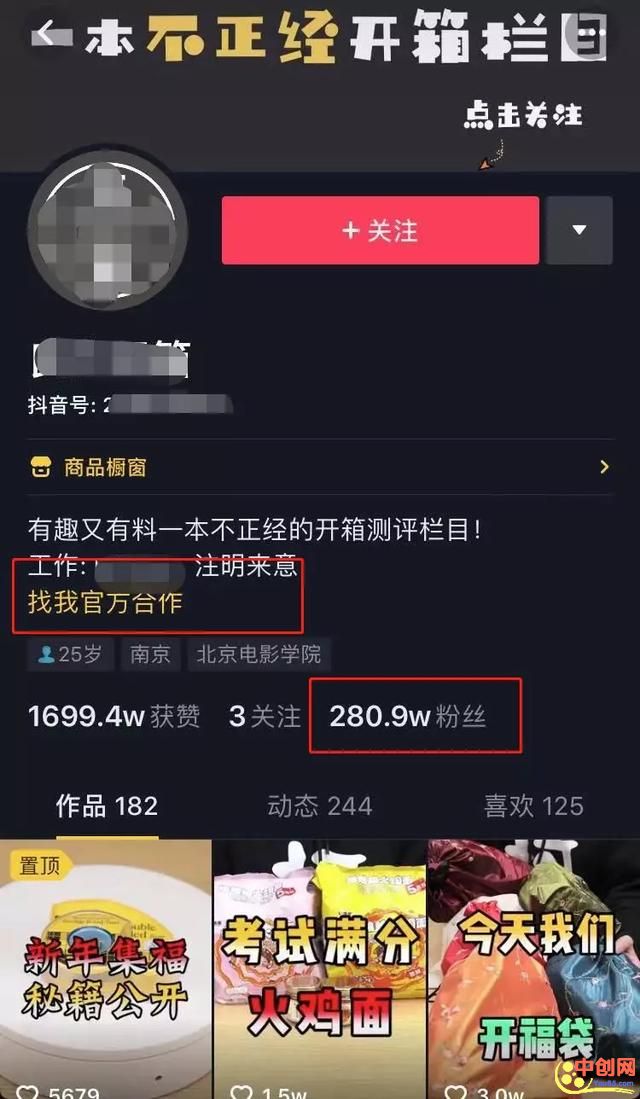 一本不正经开箱栏目
点击关注
+ 关注
箱
抖音号: 2
商品橱窗
有趣又有料一本不正经的开箱测评栏目!
工作: 注明来意
找我官方合作
25岁 南京 北京电影学院
1699.4w获赞 3关注 280.9w粉丝
作品 182 动态 244 喜欢 125
置顶
新年集福
秘籍公开
5679
考试满分
火鸡面
1.5w
今天我们
开福袋
3.0w
中创网